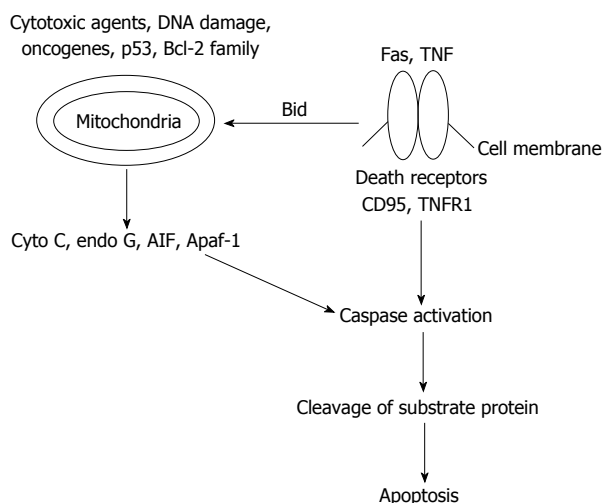 Cytotoxic agents, DNA damage,
oncogenes, p53, Bcl-2 family
Fas, TNF
Mitochondria
Bid
Cell membrane
Death receptors
CD95, TNFR1
Cyto C, endo G, AIF, Apaf-1
Caspase activation
Cleavage of substrate protein
Apoptosis